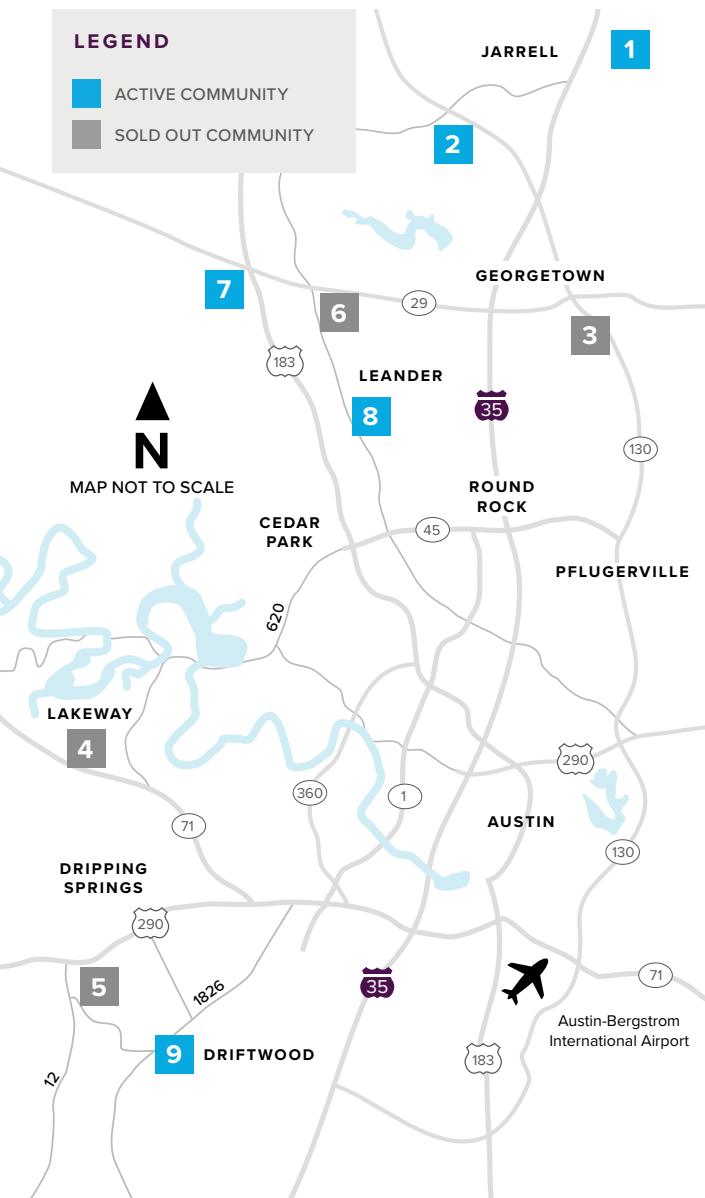 LEGEND
ACTIVE COMMUNITY
SOLD OUT COMMUNITY
JARRELL
1
2
GEORGETOWN
7
6
29
3
183
LEANDER
8
35
130
N
MAP NOT TO SCALE
ROUND
ROCK
CEDAR
PARK
45
PFLUGERVILLE
620
LAKEWAY
4
290
360
1
71
AUSTIN
130
DRIPPING
SPRINGS
290
5
1826
35
71
Austin-Bergstrom
International Airport
9
DRIFTWOOD
183
12